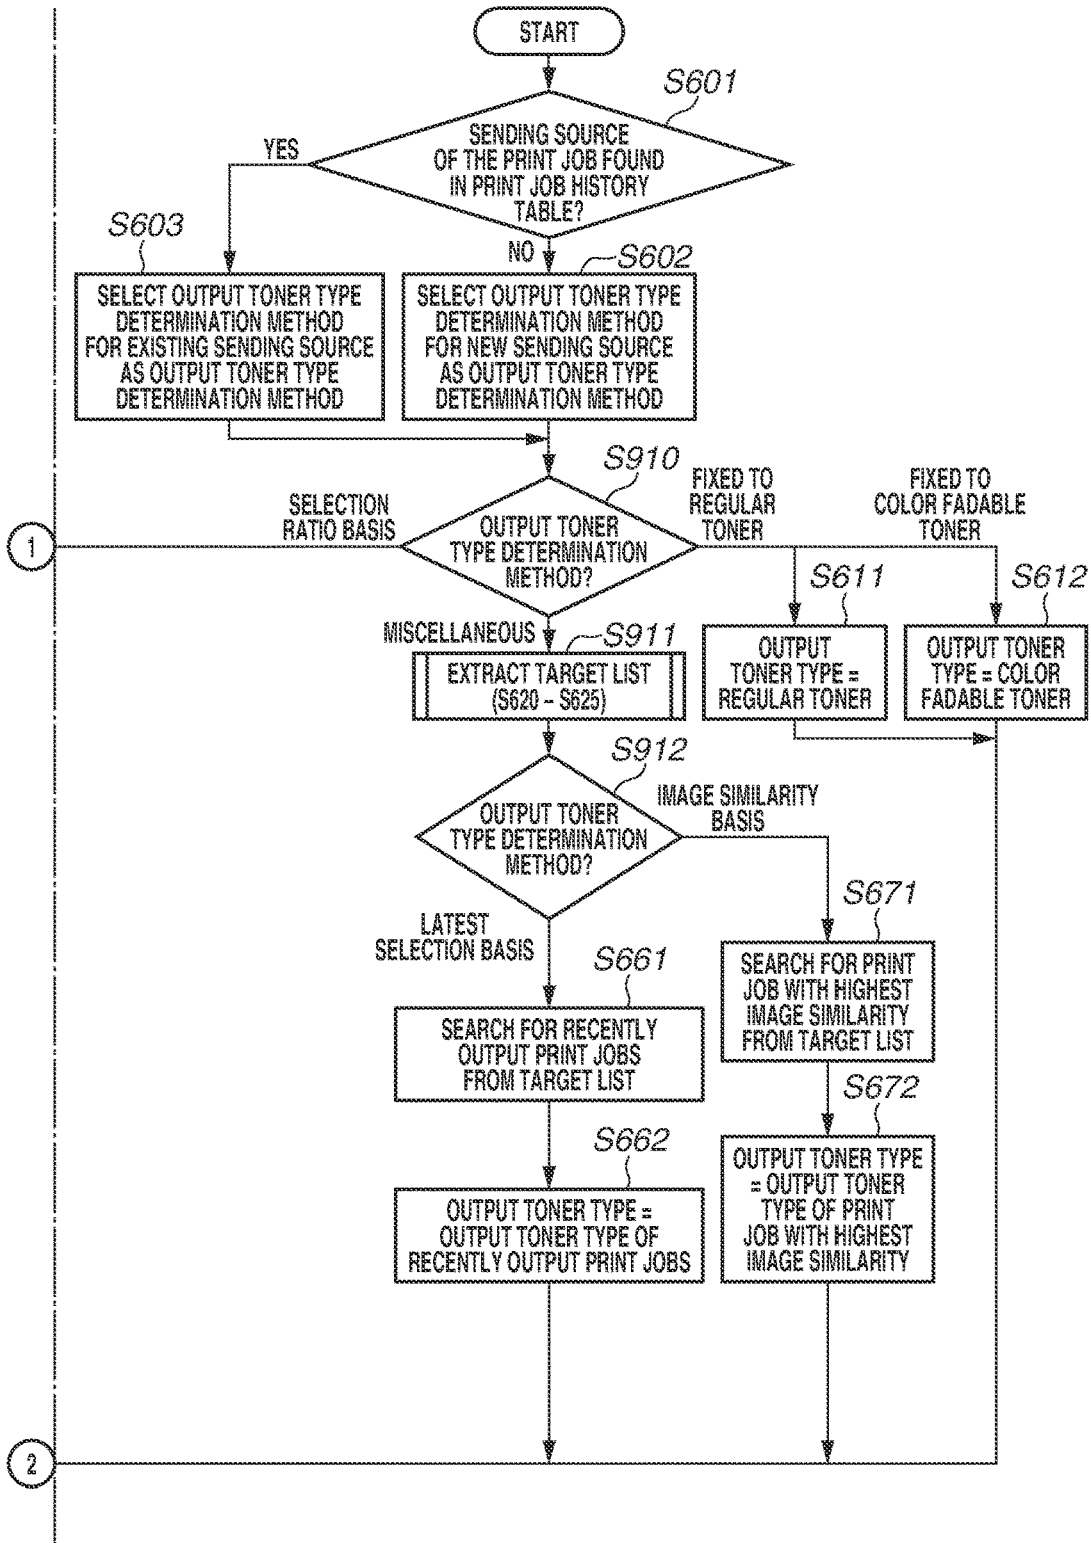 START
S601
SENDING SOURCE
OF THE PRINT JOB FOUND
IN PRINT JOB HISTORY
TABLE?
YES
NO
S603
SELECT OUTPUT TONER TYPE
DETERMINATION METHOD
FOR EXISTING SENDING SOURCE
AS OUTPUT TONER TYPE
DETERMINATION METHOD
S602
SELECT OUTPUT TONER TYPE
DETERMINATION METHOD
FOR NEW SENDING SOURCE
AS OUTPUT TONER TYPE
DETERMINATION METHOD
S910
OUTPUT TONER
TYPE DETERMINATION
METHOD?
SELECTION
RATIO BASIS
1
FIXED TO
REGULAR
TONER
FIXED TO
COLOR FADABLE
TONER
S611
OUTPUT
TONER TYPE =
REGULAR TONER
S612
OUTPUT TONER
TYPE = COLOR
FADABLE TONER
MISCELLANEOUS
S911
EXTRACT TARGET LIST
(S620 – S625)
S912
OUTPUT TONER
TYPE DETERMINATION
METHOD?
IMAGE SIMILARITY
BASIS
LATEST
SELECTION BASIS
S661
SEARCH FOR RECENTLY
OUTPUT PRINT JOBS
FROM TARGET LIST
S671
SEARCH FOR PRINT
JOB WITH HIGHEST
IMAGE SIMILARITY
FROM TARGET LIST
S662
OUTPUT TONER TYPE =
OUTPUT TONER TYPE OF
RECENTLY OUTPUT PRINT JOBS
S672
OUTPUT TONER TYPE
= OUTPUT TONER
TYPE OF PRINT
JOB WITH HIGHEST
IMAGE SIMILARITY
2